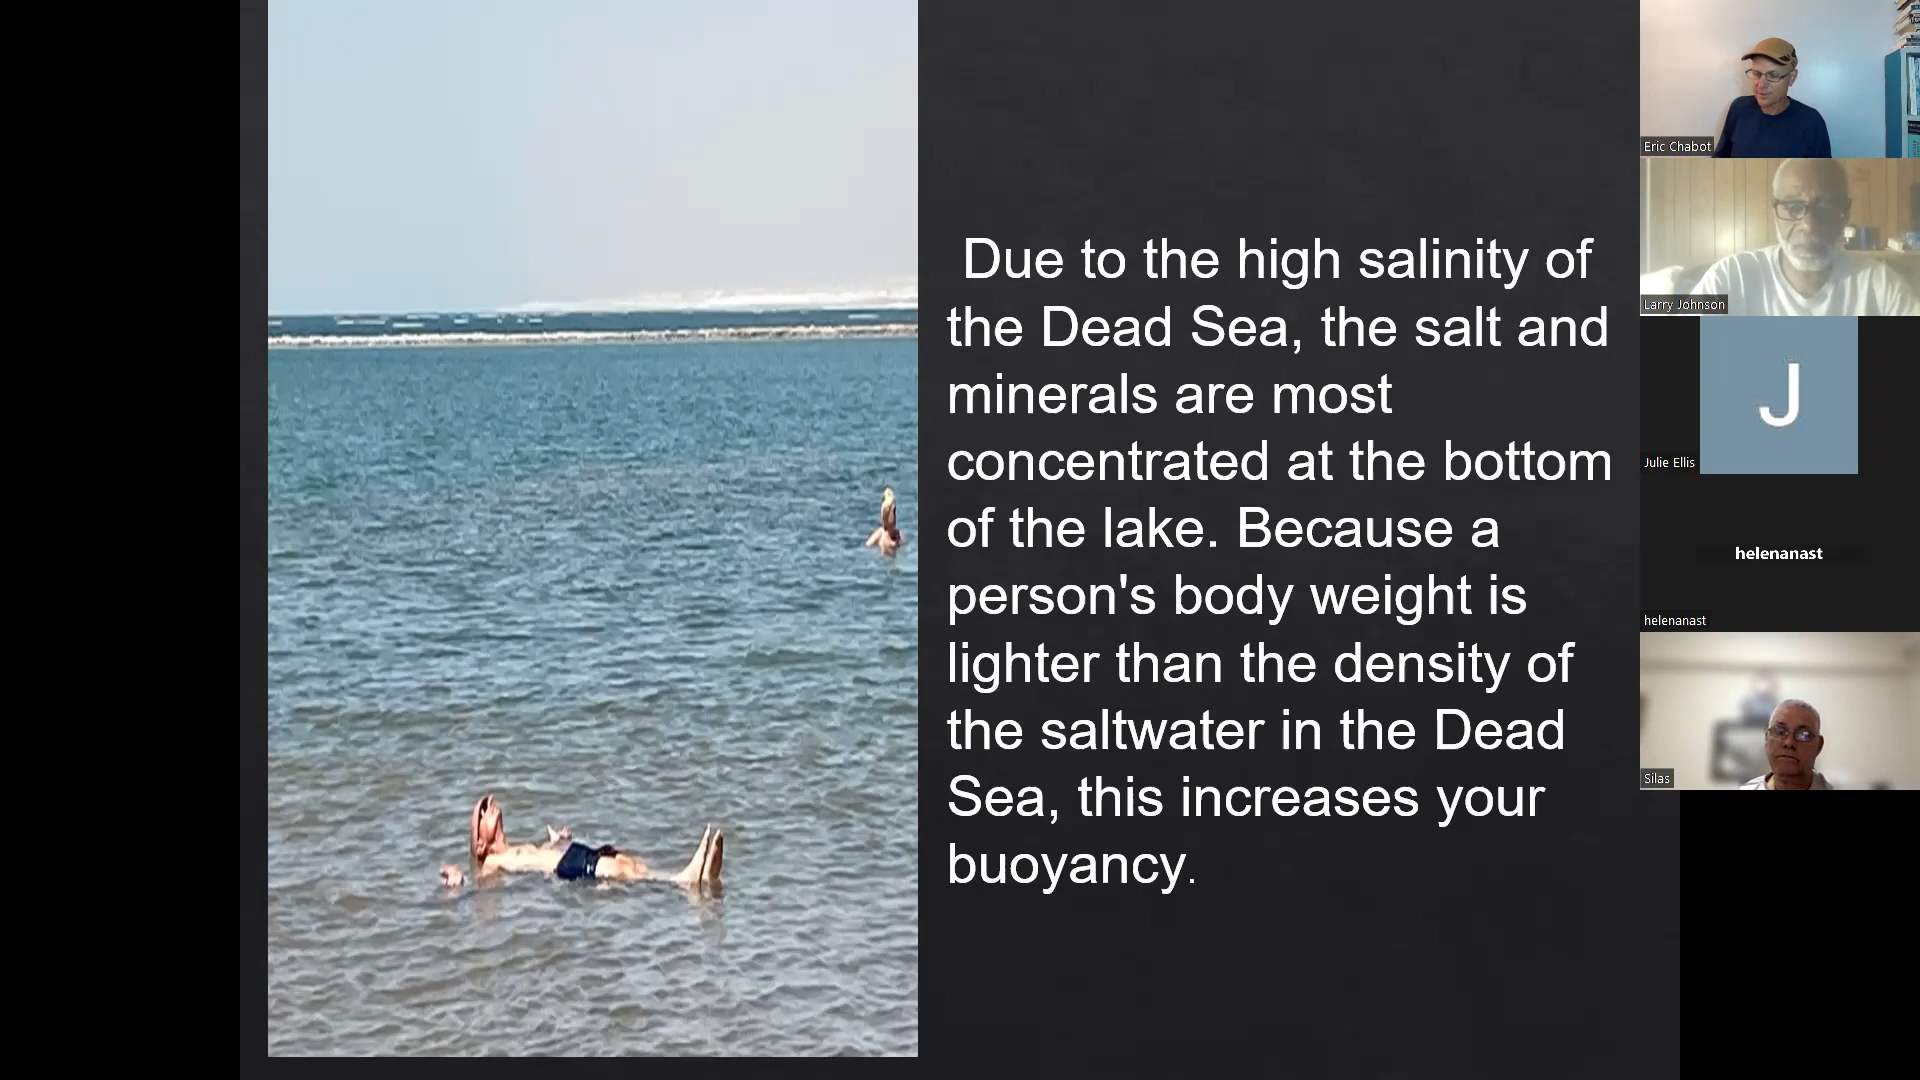 Due to the high salinity of
the Dead Sea, the salt and
minerals are most
concentrated at the bottom
of the lake. Because a
person's body weight is
lighter than the density of
the saltwater in the Dead
Sea, this increases your
buoyancy.
Eric Chabot
Larry Johnson
J
Julie Ellis
helenanast
helenanast
Silas